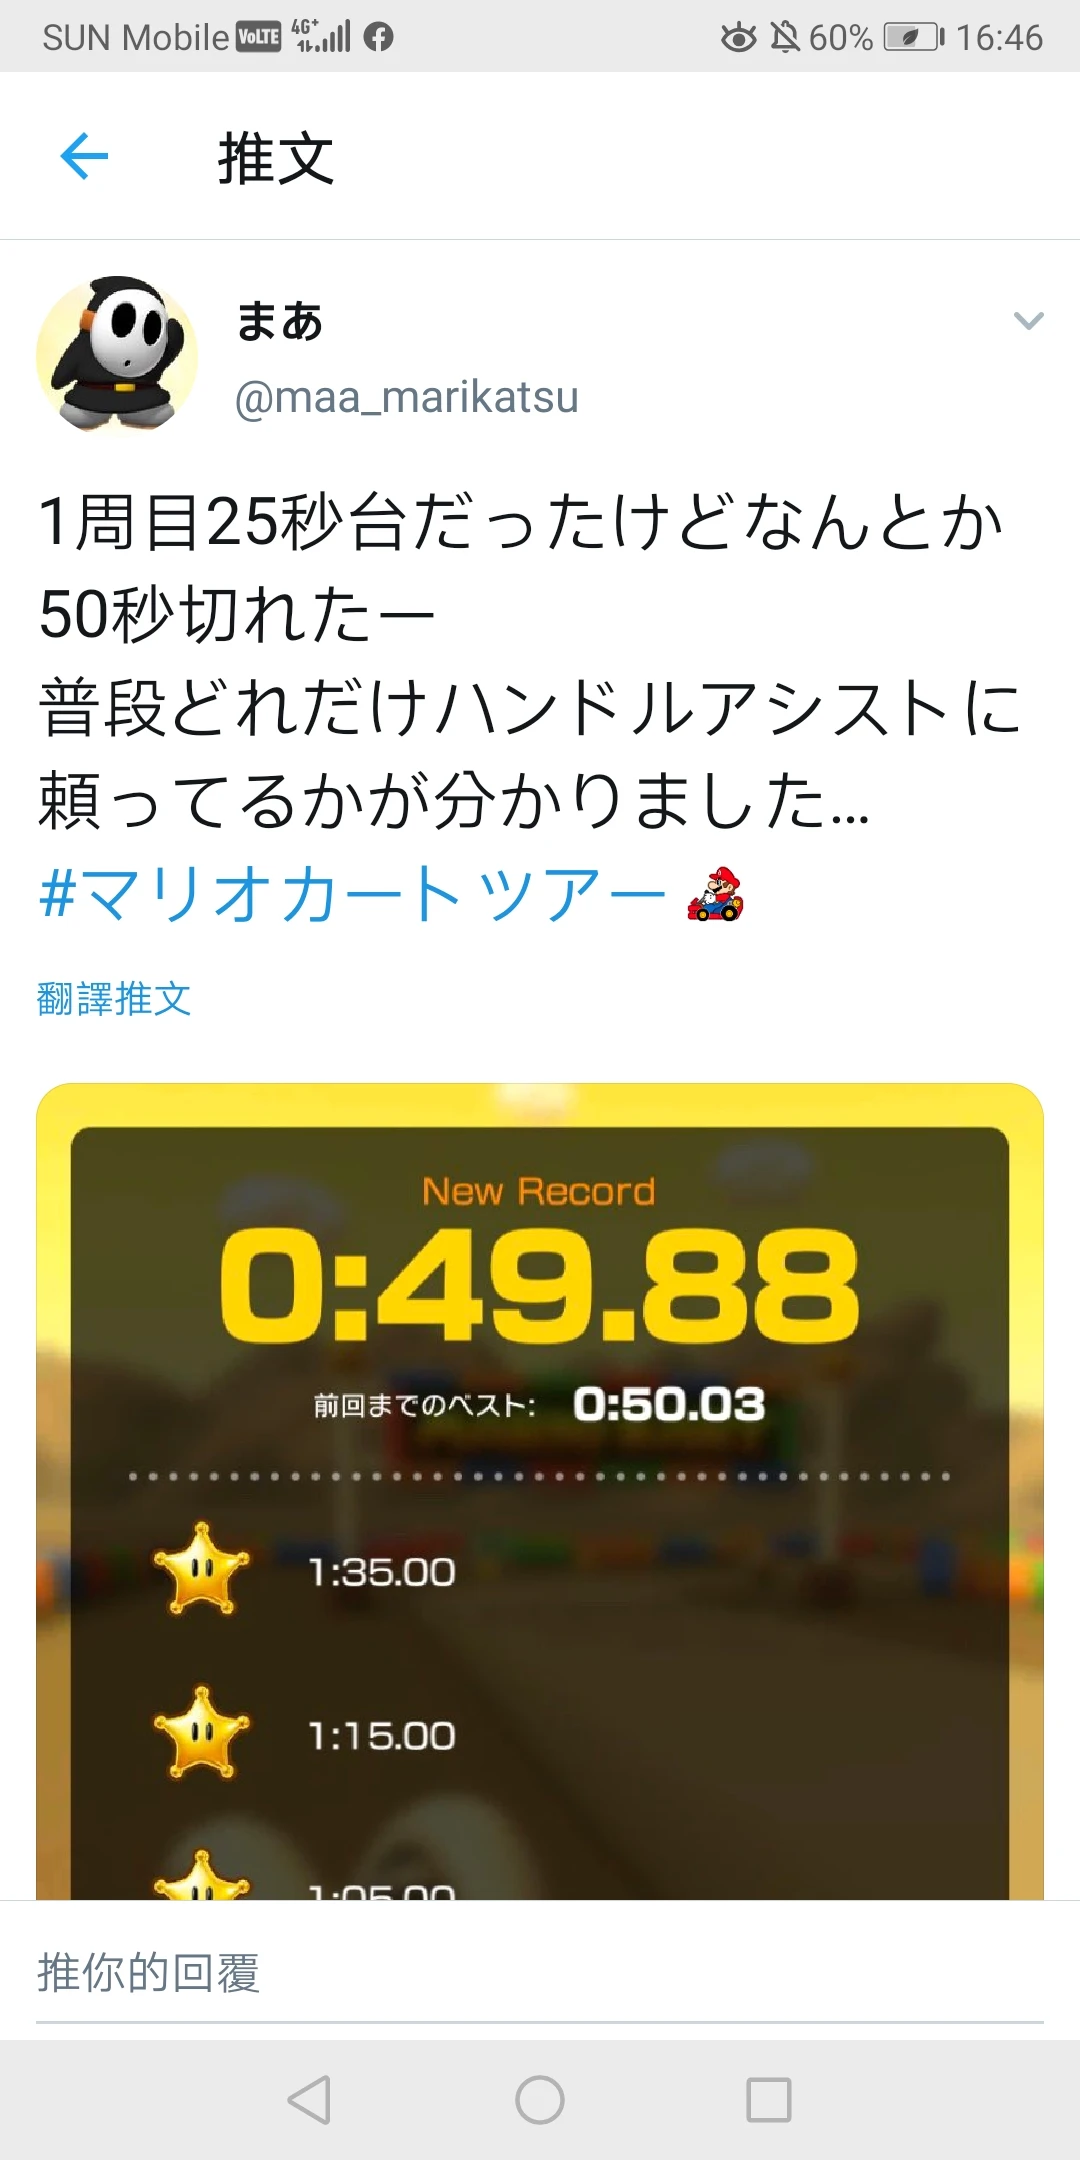 SUN Mobile VoLTE 4G+ 60% 16:46
推文
まあ
@maa_marikatsu
1周目25秒台だったけどなんとか
50秒切れたー
普段どれだけハンドルアシストに
頼ってるかが分かりました…
#マリオカートツアー
翻譯推文
New Record
0:49.88
前回までのベスト: 0:50.03
1:35.00
1:15.00
1:05.00
推你的回覆